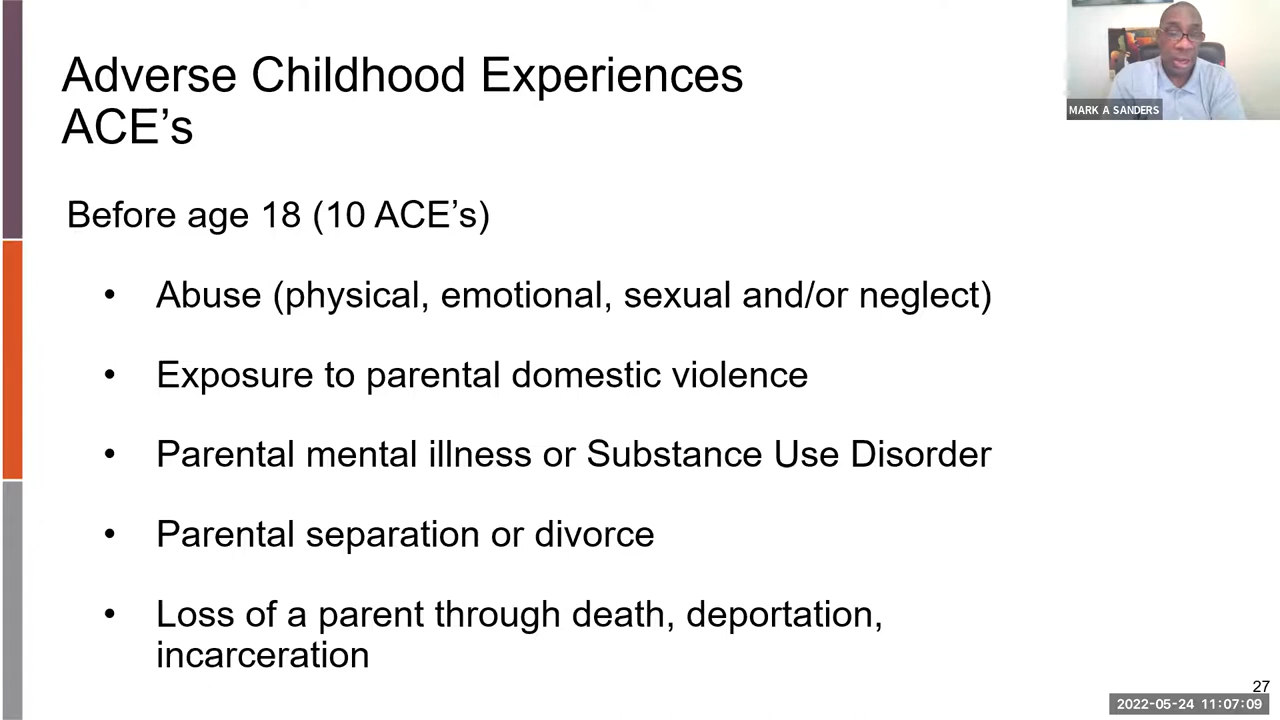 Adverse Childhood Experiences
ACE’s
MARK A SANDERS
Before age 18 (10 ACE’s)
• Abuse (physical, emotional, sexual and/or neglect)
• Exposure to parental domestic violence
• Parental mental illness or Substance Use Disorder
• Parental separation or divorce
• Loss of a parent through death, deportation,
incarceration
27
2022-05-24 11:07:09